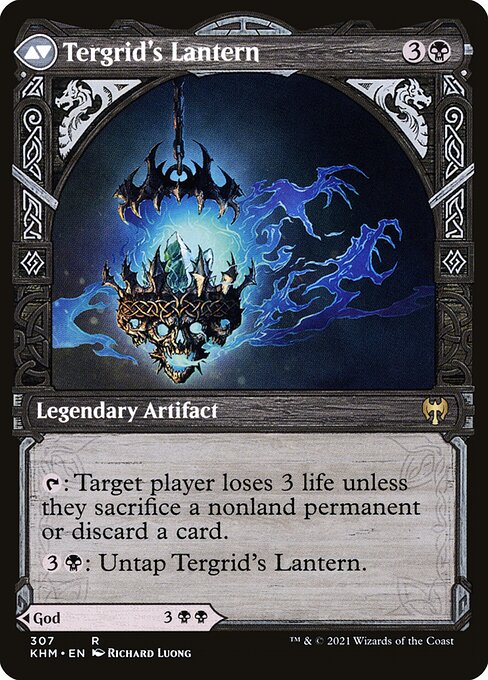 Tergrid's Lantern 3
Legendary Artifact
: Target player loses 3 life unless
they sacrifice a nonland permanent
or discard a card.
3 : Untap Tergrid's Lantern.
God 3
307 R
KHM • EN Richard Luong
™ & © 2021 Wizards of the Coast